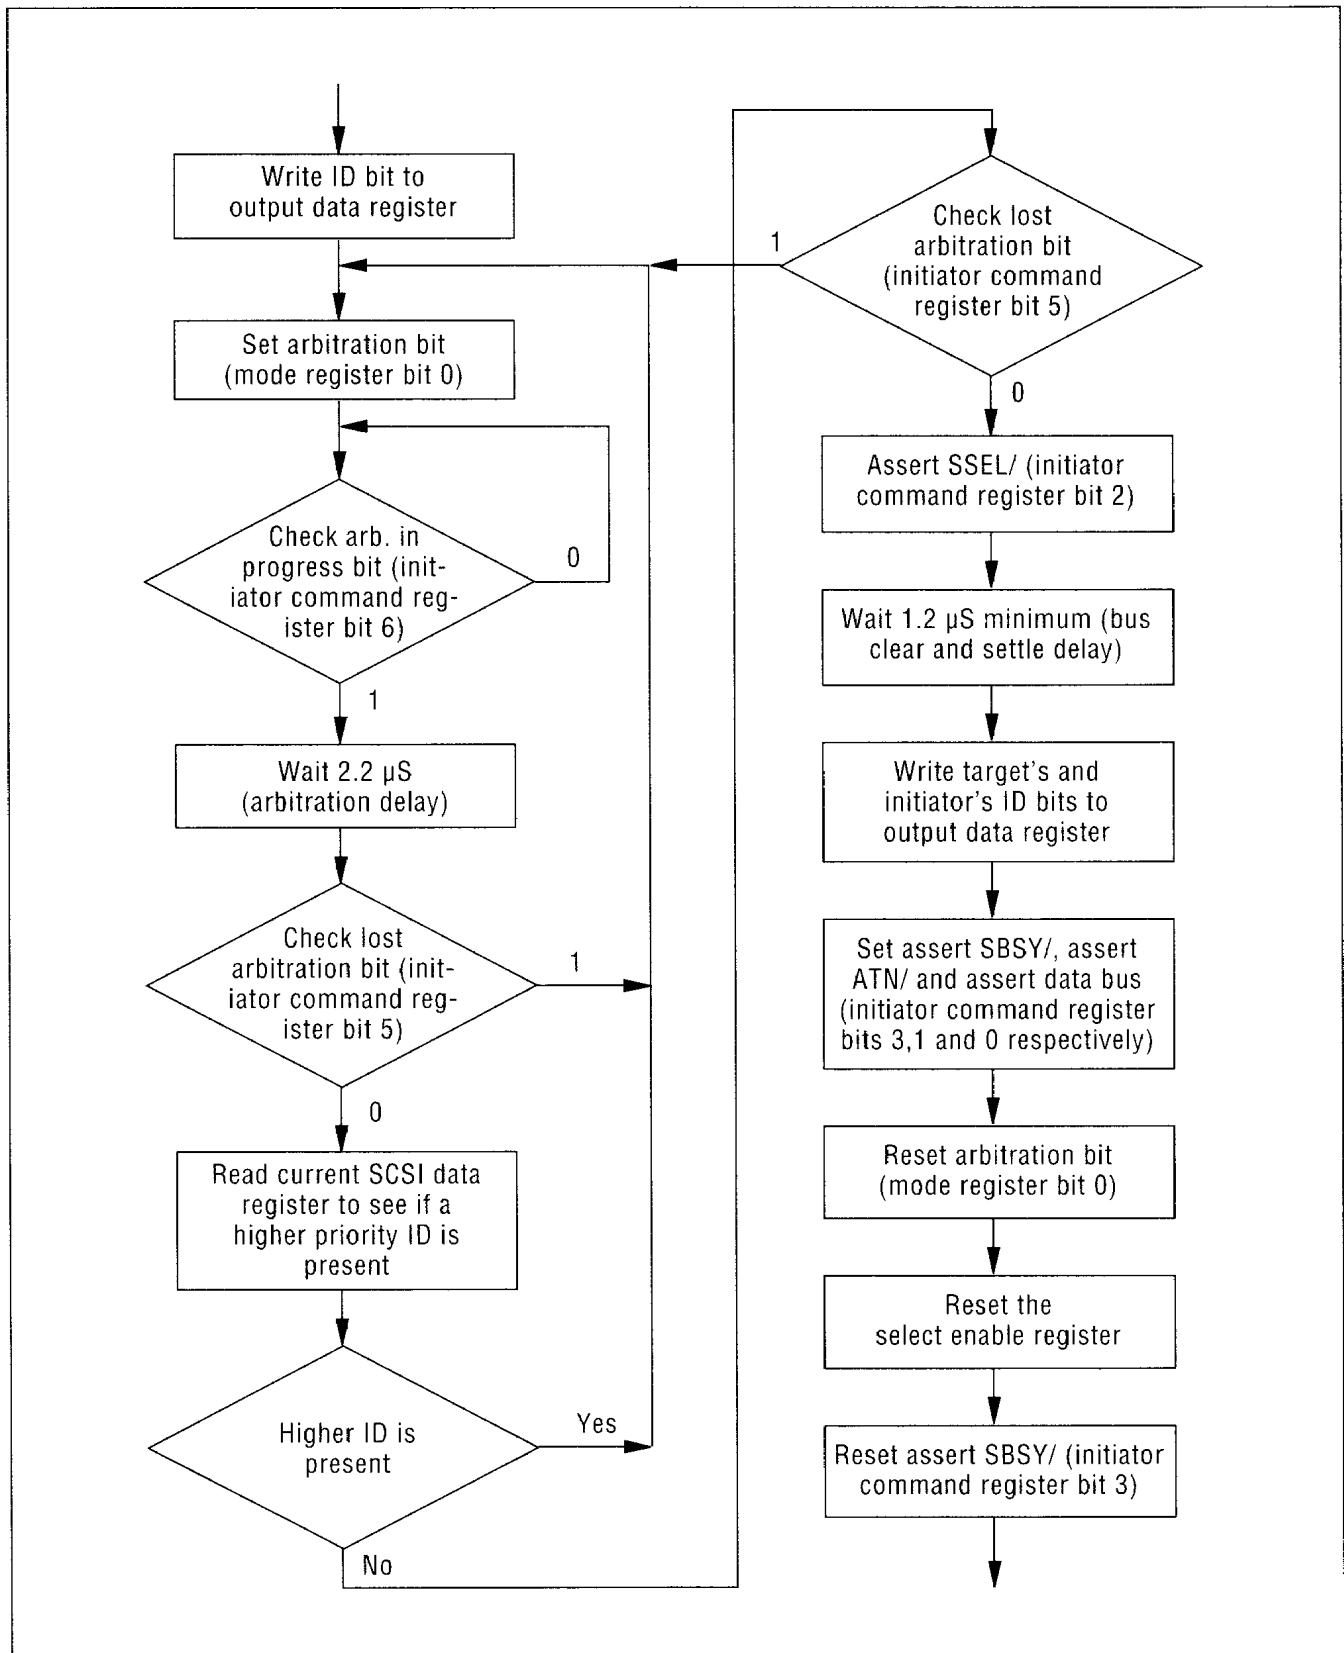 Write ID bit to
output data register
Set arbitration bit
(mode register bit 0)
Check arb. in
progress bit (init-
iator command reg-
ister bit 6)
0
1
Wait 2.2 µS
(arbitration delay)
Check lost
arbitration bit (init-
iator command reg-
ister bit 5)
1
0
Read current SCSI data
register to see if a
higher priority ID is
present
Higher ID is
present
Yes
No
Check lost
arbitration bit
(initiator command
register bit 5)
1
0
Assert SSEL/ (initiator
command register bit 2)
Wait 1.2 µS minimum (bus
clear and settle delay)
Write target's and
initiator's ID bits to
output data register
Set assert SBSY/, assert
ATN/ and assert data bus
(initiator command register
bits 3,1 and 0 respectively)
Reset arbitration bit
(mode register bit 0)
Reset the
select enable register
Reset assert SBSY/ (initiator
command register bit 3)